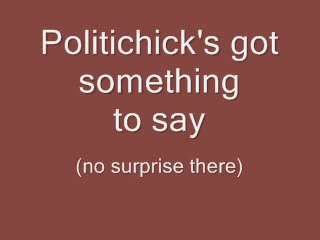 Politichick's got
something
to say
(no surprise there)